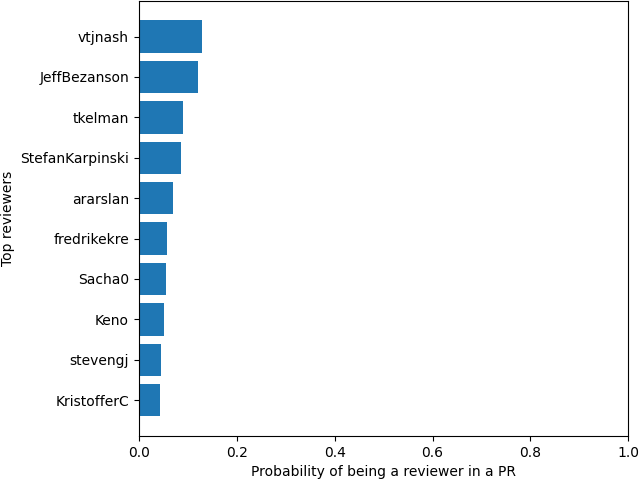 Top reviewers
vtjnash
JeffBezanson
tkelman
StefanKarpinski
ararslan
fredrikekre
Sacha0
Keno
stevengj
KristofferC
0.0 0.2 0.4 0.6 0.8 1.0
Probability of being a reviewer in a PR